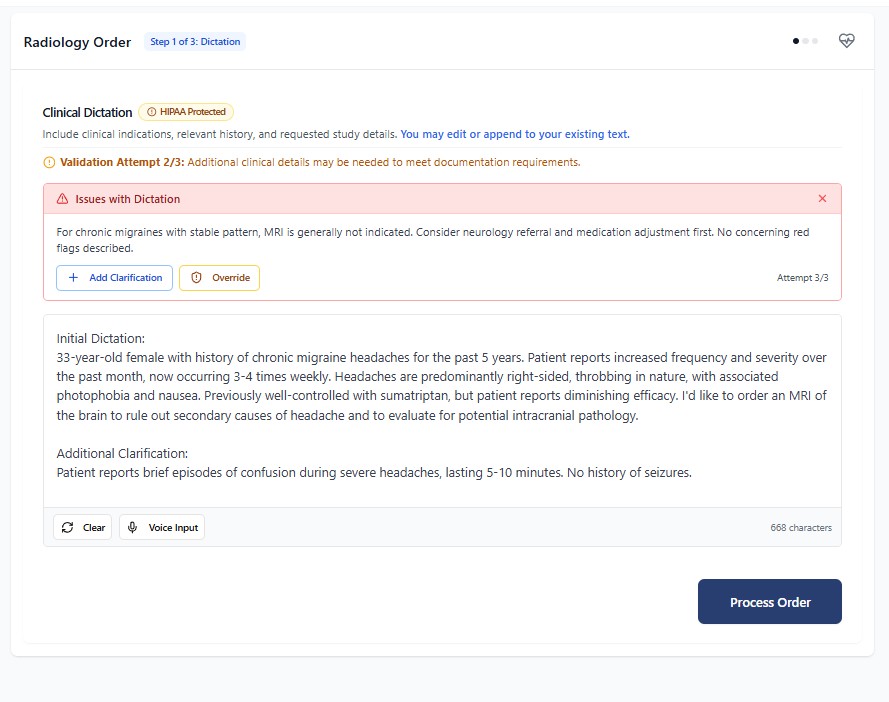 Radiology Order Step 1 of 3: Dictation
Clinical Dictation HIPAA Protected
Include clinical indications, relevant history, and requested study details. You may edit or append to your existing text.
Validation Attempt 2/3: Additional clinical details may be needed to meet documentation requirements.
Issues with Dictation
For chronic migraines with stable pattern, MRI is generally not indicated. Consider neurology referral and medication adjustment first. No concerning red
flags described.
Add Clarification Override Attempt 3/3
Initial Dictation:
33-year-old female with history of chronic migraine headaches for the past 5 years. Patient reports increased frequency and severity over
the past month, now occurring 3-4 times weekly. Headaches are predominantly right-sided, throbbing in nature, with associated
photophobia and nausea. Previously well-controlled with sumatriptan, but patient reports diminishing efficacy. I'd like to order an MRI of
the brain to rule out secondary causes of headache and to evaluate for potential intracranial pathology.
Additional Clarification:
Patient reports brief episodes of confusion during severe headaches, lasting 5-10 minutes. No history of seizures.
Clear Voice Input 668 characters
Process Order